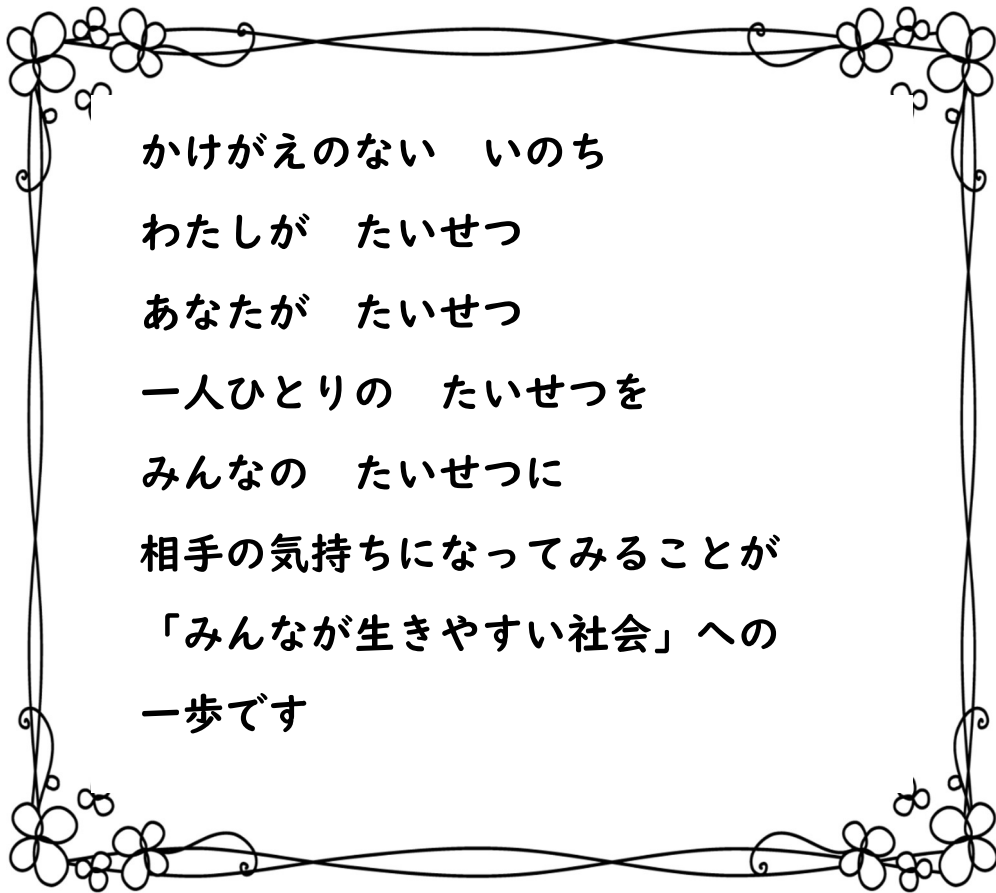 かけがえのない　いのち
わたしが　たいせつ
あなたが　たいせつ
一人ひとりの　たいせつを
みんなの　たいせつに
相手の気持ちになってみることが
「みんなが生きやすい社会」への
一歩です